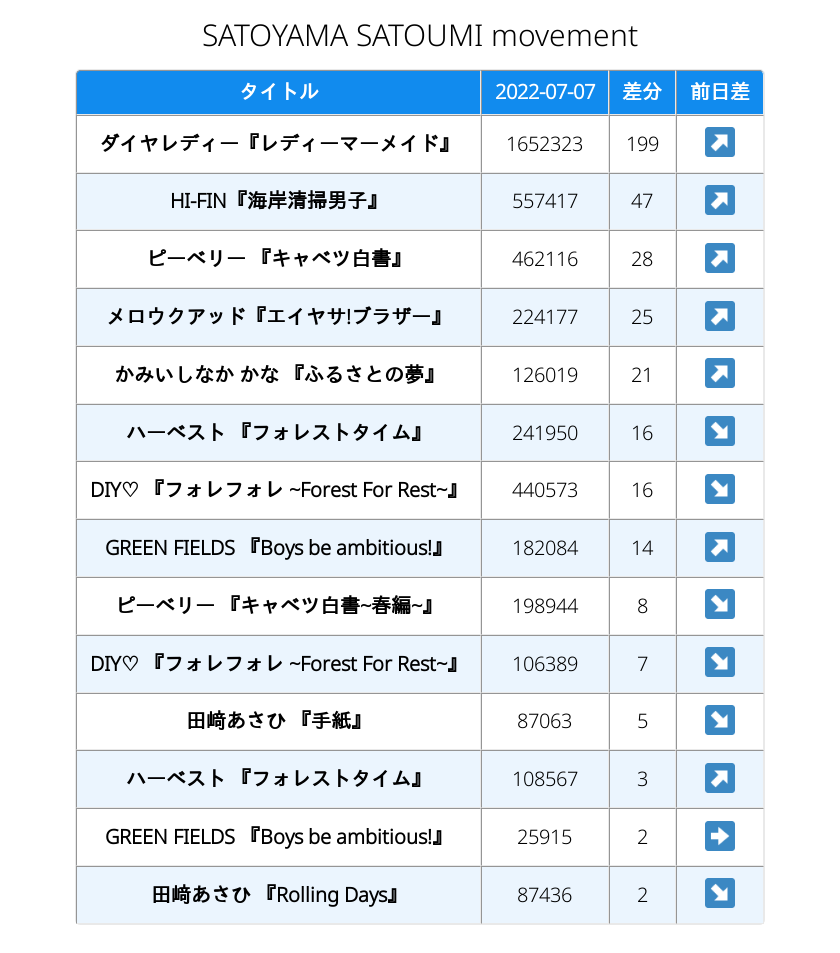 SATOYAMA SATOUMI movement
タイトル 2022-07-07 差分 前日差
ダイヤレディー『レディーマーメイド』 1652323 199 ↗
HI-FIN『海岸清掃男子』 557417 47 ↗
ピーベリー 『キャベツ白書』 462116 28 ↗
メロウクアッド『エイヤサ!ブラザー』 224177 25 ↗
かみいしなか かな 『ふるさとの夢』 126019 21 ↗
ハーベスト 『フォレストタイム』 241950 16 ↘
DIY♡ 『フォレフォレ ~Forest For Rest~』 440573 16 ↘
GREEN FIELDS 『Boys be ambitious!』 182084 14 ↗
ピーベリー 『キャベツ白書~春編~』 198944 8 ↘
DIY♡ 『フォレフォレ ~Forest For Rest~』 106389 7 ↘
田﨑あさひ 『手紙』 87063 5 ↘
ハーベスト 『フォレストタイム』 108567 3 ↗
GREEN FIELDS 『Boys be ambitious!』 25915 2 ➡
田﨑あさひ 『Rolling Days』 87436 2 ↘